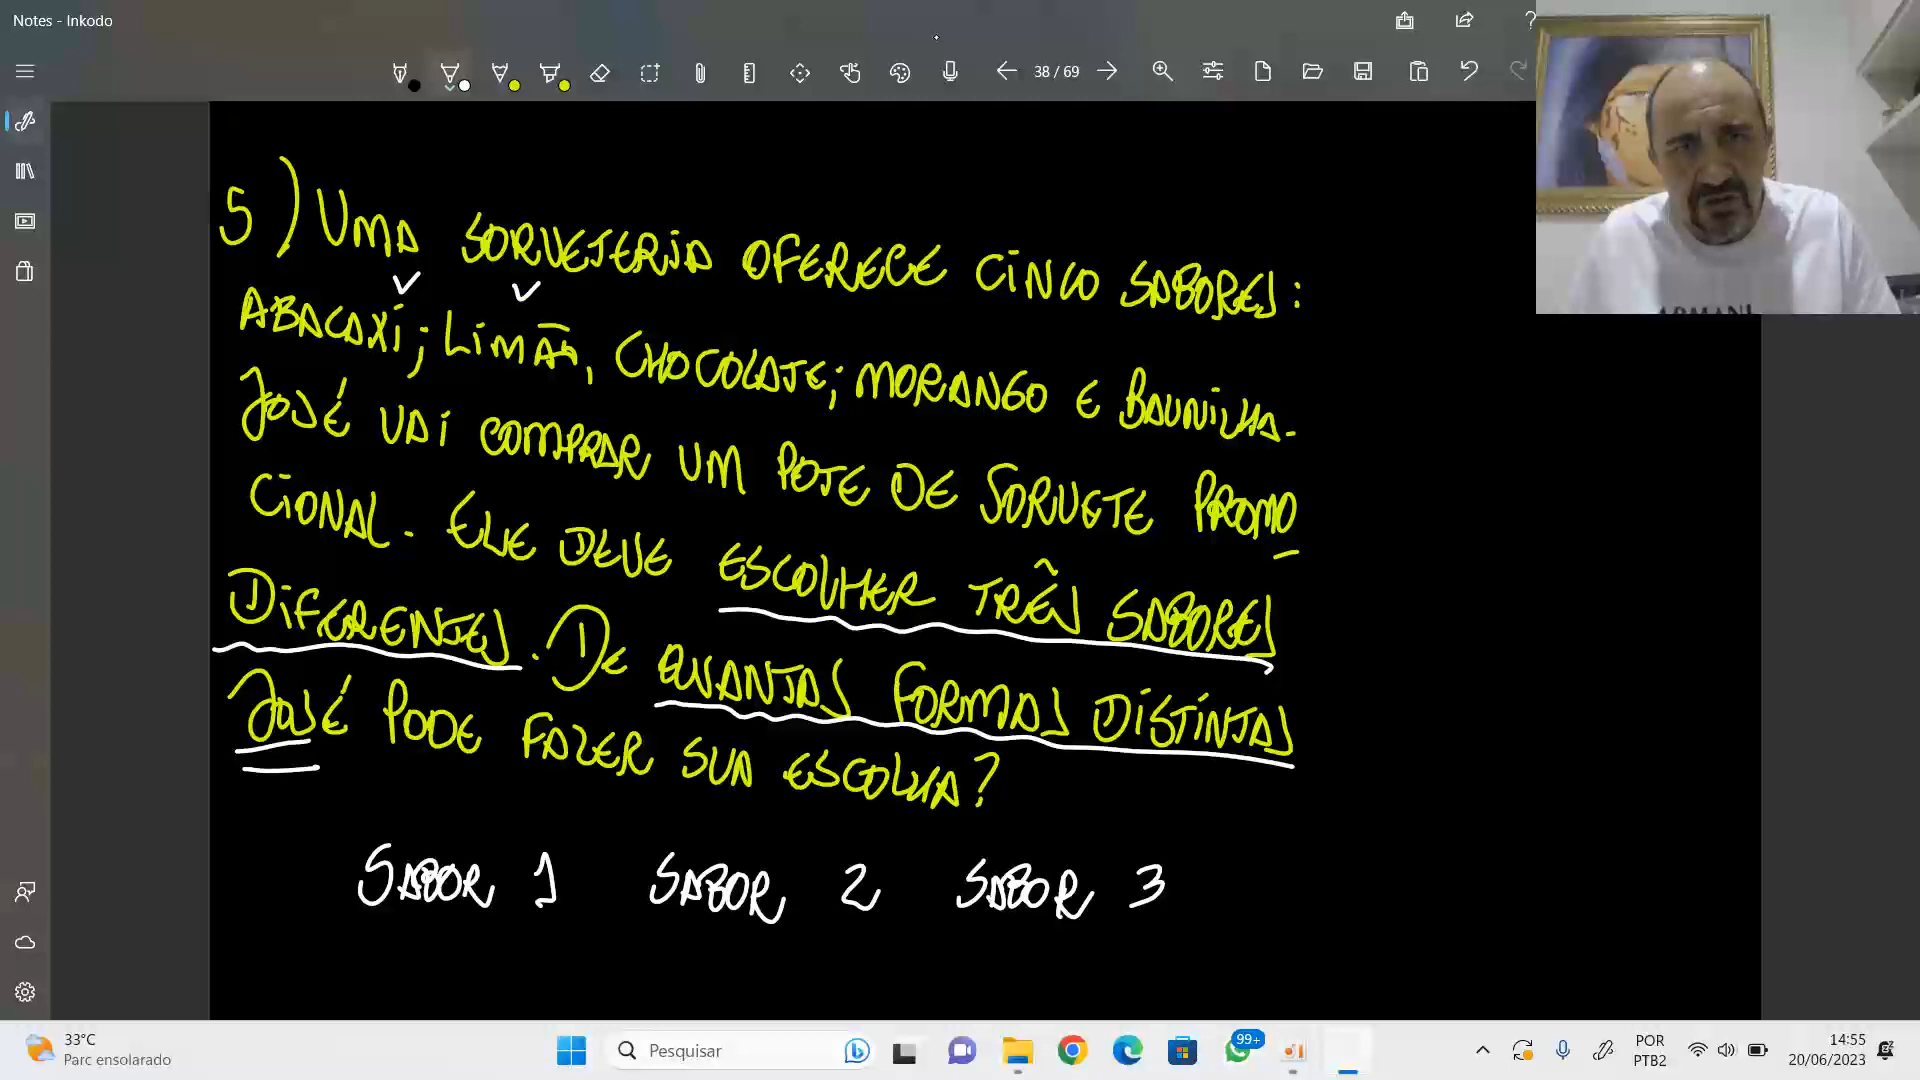 Notes - Inkodo
38 / 69
5) UMA SORVETERIA OFERECE CINCO SABORES:
ABACAXI; LIMÃO, CHOCOLATE; MORANGO E BAUNILHA.
JOSÉ VAI COMPRAR UM POTE DE SORVETE PROMO
CIONAL. ELE DEVE ESCOLHER TRÊS SABORES
DIFERENTES. DE QUANTAS FORMAS DISTINTAS
JOSÉ PODE FAZER SUA ESCOLHA?
SABOR 1 SABOR 2 SABOR 3
33°C
Parc ensolarado
Pesquisar
99+
POR
PTB2
14:55
20/06/2023